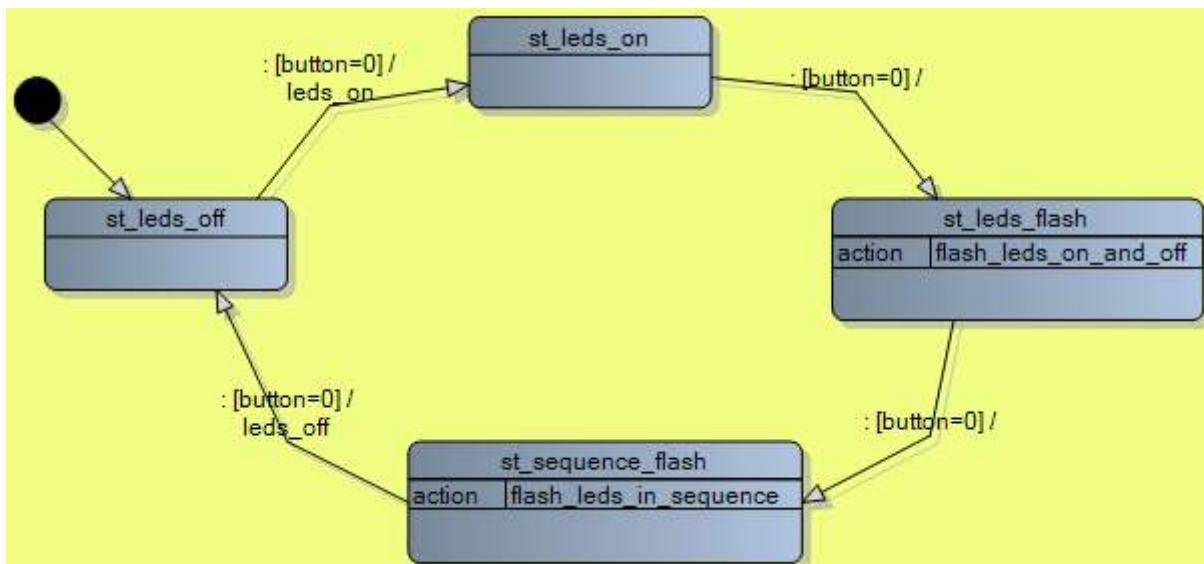 st_leds_on
: [button=0] /
leds_on
: [button=0] /
st_leds_off
st_leds_flash
action flash_leds_on_and_off
: [button=0] /
leds_off
: [button=0] /
st_sequence_flash
action flash_leds_in_sequence